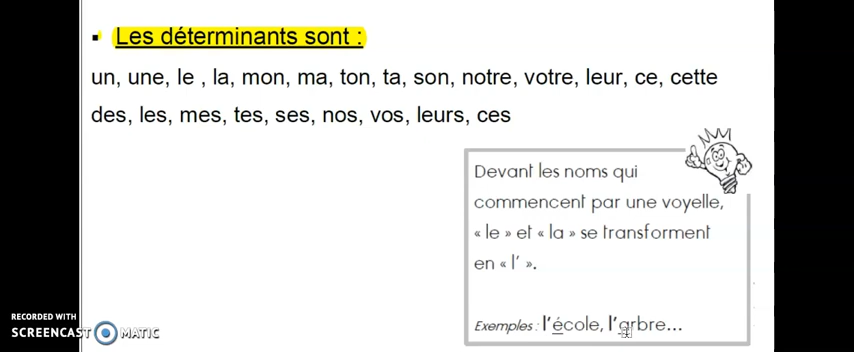 ▪ Les déterminants sont :
un, une, le , la, mon, ma, ton, ta, son, notre, votre, leur, ce, cette
des, les, mes, tes, ses, nos, vos, leurs, ces
Devant les noms qui
commencent par une voyelle,
« le » et « la » se transforment
en « l' ».
Exemples : l'école, l'arbre...
RECORDED WITH
SCREENCAST MATIC